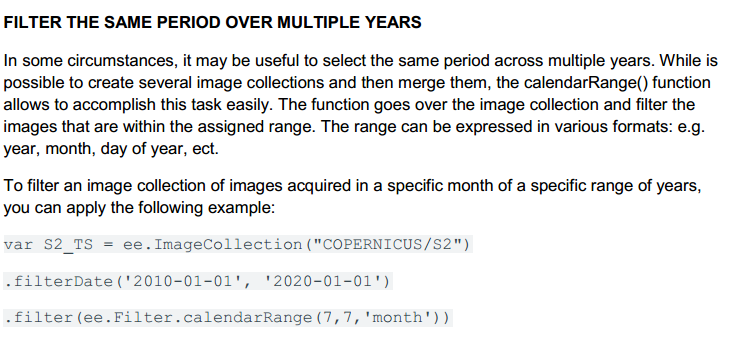 FILTER THE SAME PERIOD OVER MULTIPLE YEARS
In some circumstances, it may be useful to select the same period across multiple years. While is
possible to create several image collections and then merge them, the calendarRange() function
allows to accomplish this task easily. The function goes over the image collection and filter the
images that are within the assigned range. The range can be expressed in various formats: e.g.
year, month, day of year, ect.
To filter an image collection of images acquired in a specific month of a specific range of years,
you can apply the following example:
var S2_TS = ee.ImageCollection("COPERNICUS/S2")
.filterDate('2010-01-01', '2020-01-01')
.filter(ee.Filter.calendarRange(7,7,'month'))